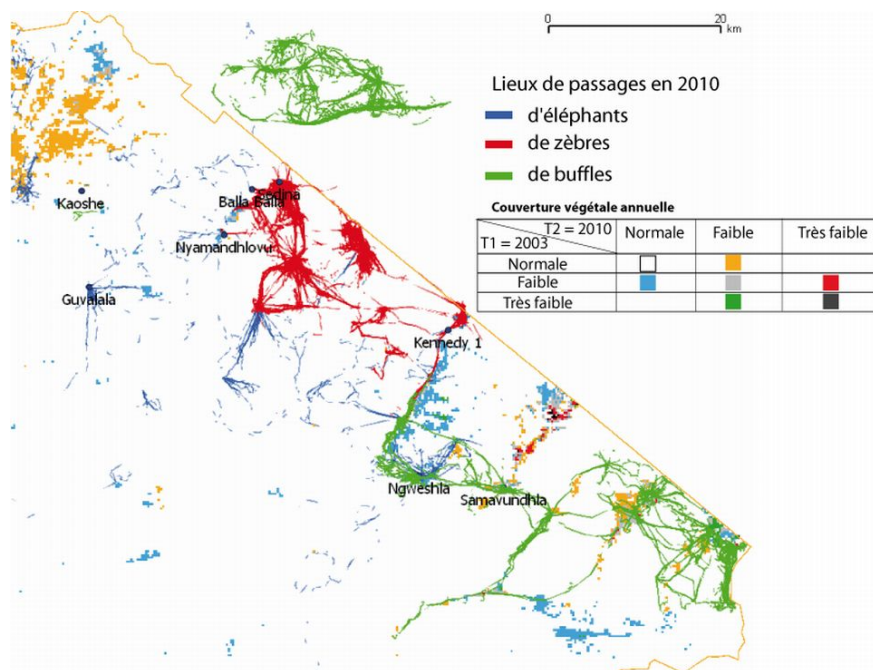 0 20
km
Lieux de passages en 2010
d'éléphants
de zèbres
de buffles
Couverture végétale annuelle
T2 = 2010 Normale Faible Très faible
T1 = 2003
Normale
Faible
Très faible
Kaoshe
Balla Balla
Nyamandhlovu
Guvalala
Kennedy 1
Ngweshla
Samavundhla